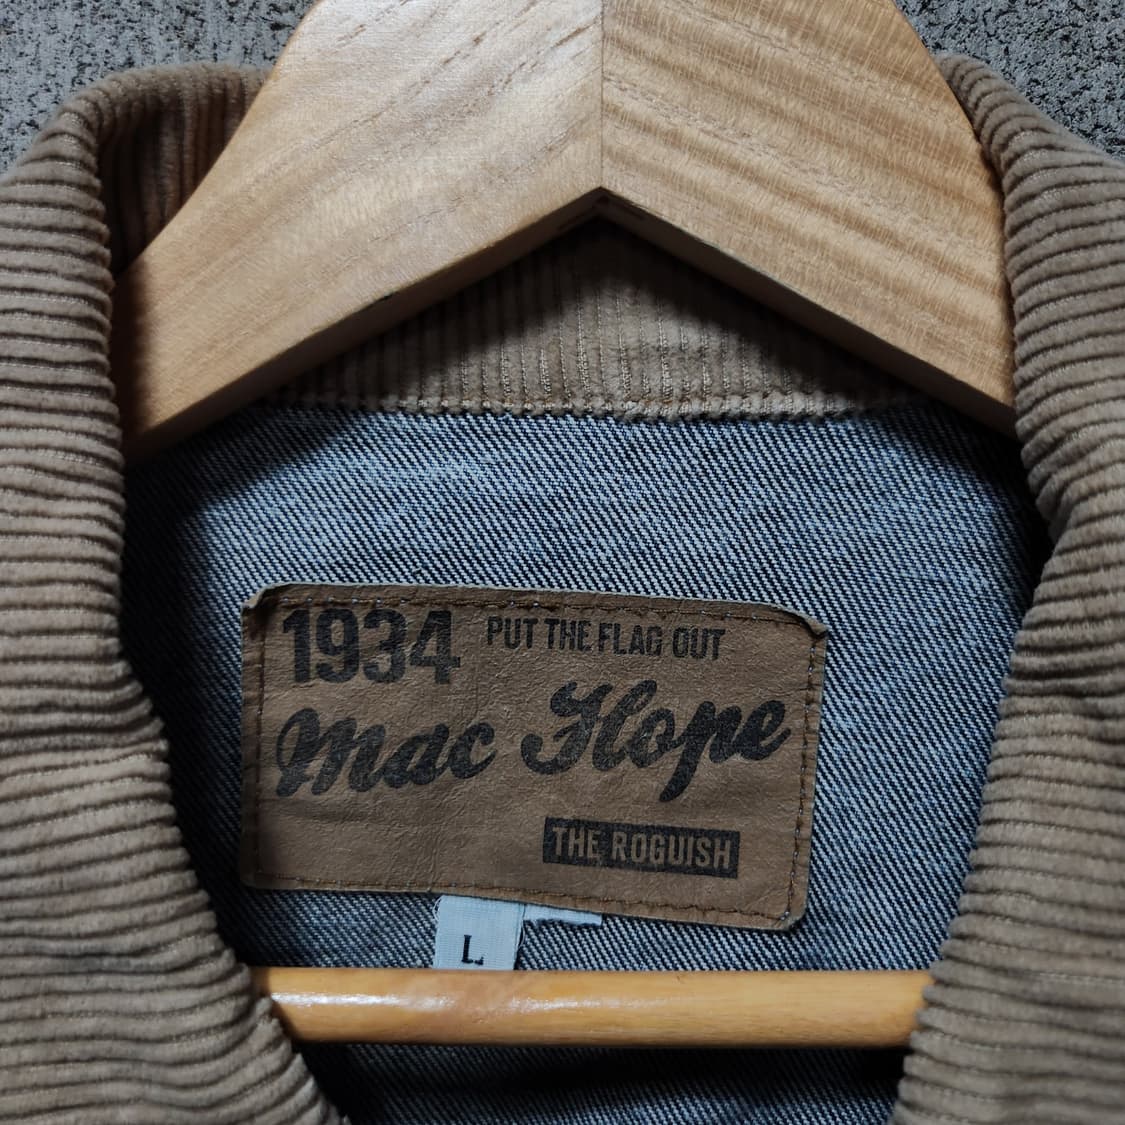 1934 PUT THE FLAG OUT
Mac Hope
THE ROGUISH
L